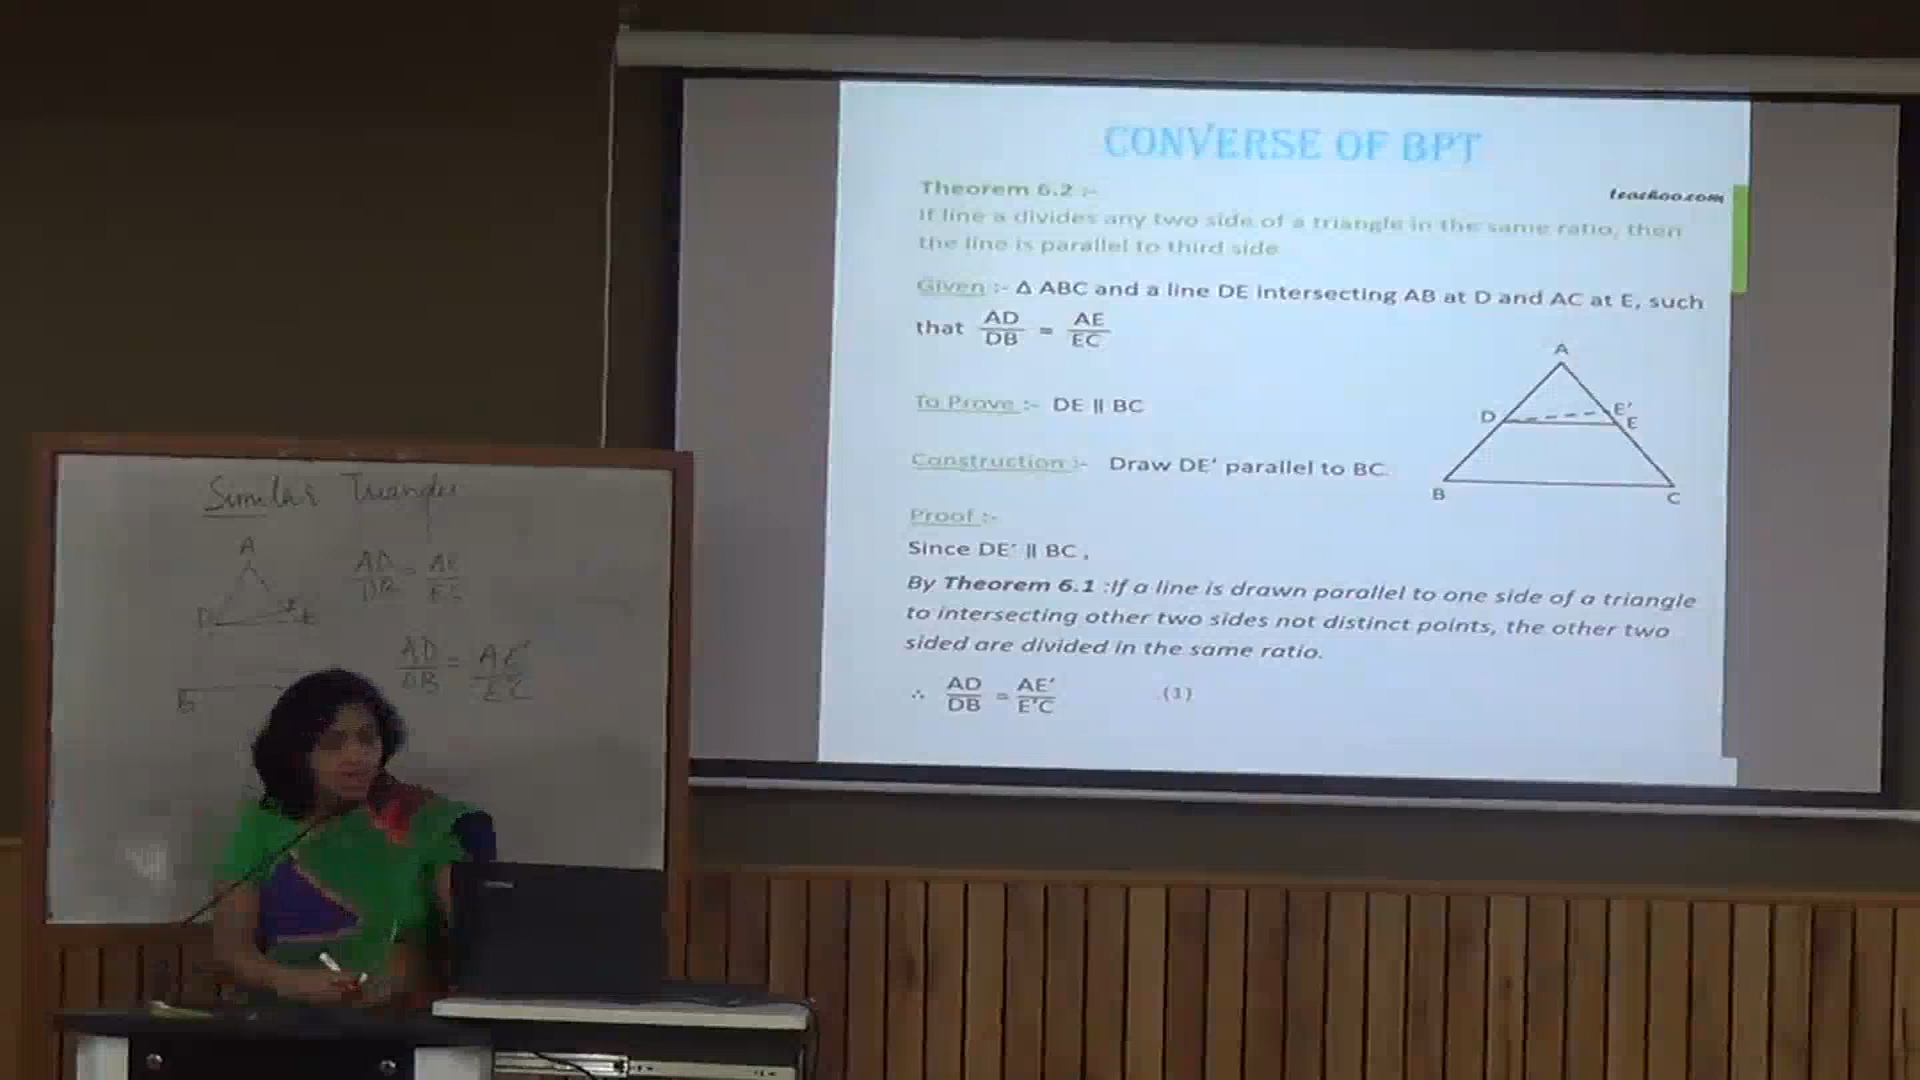 CONVERSE OF BPT
Theorem 6.2 :-
teachoo.com
If line a divides any two side of a triangle in the same ratio, then
the line is parallel to third side
Given :- Δ ABC and a line DE intersecting AB at D and AC at E, such
that AD/DB = AE/EC
To Prove :- DE || BC
Construction :- Draw DE' parallel to BC.
Proof :-
Since DE' || BC ,
By Theorem 6.1 :If a line is drawn parallel to one side of a triangle
to intersecting other two sides not distinct points, the other two
sided are divided in the same ratio.
∴ AD/DB = AE'/E'C (1)
A
D
E'
E
B
C
Similar Triangles
A
D
E'
E
B
AD/DB = AE/EC
AD/DB = AE'/E'C